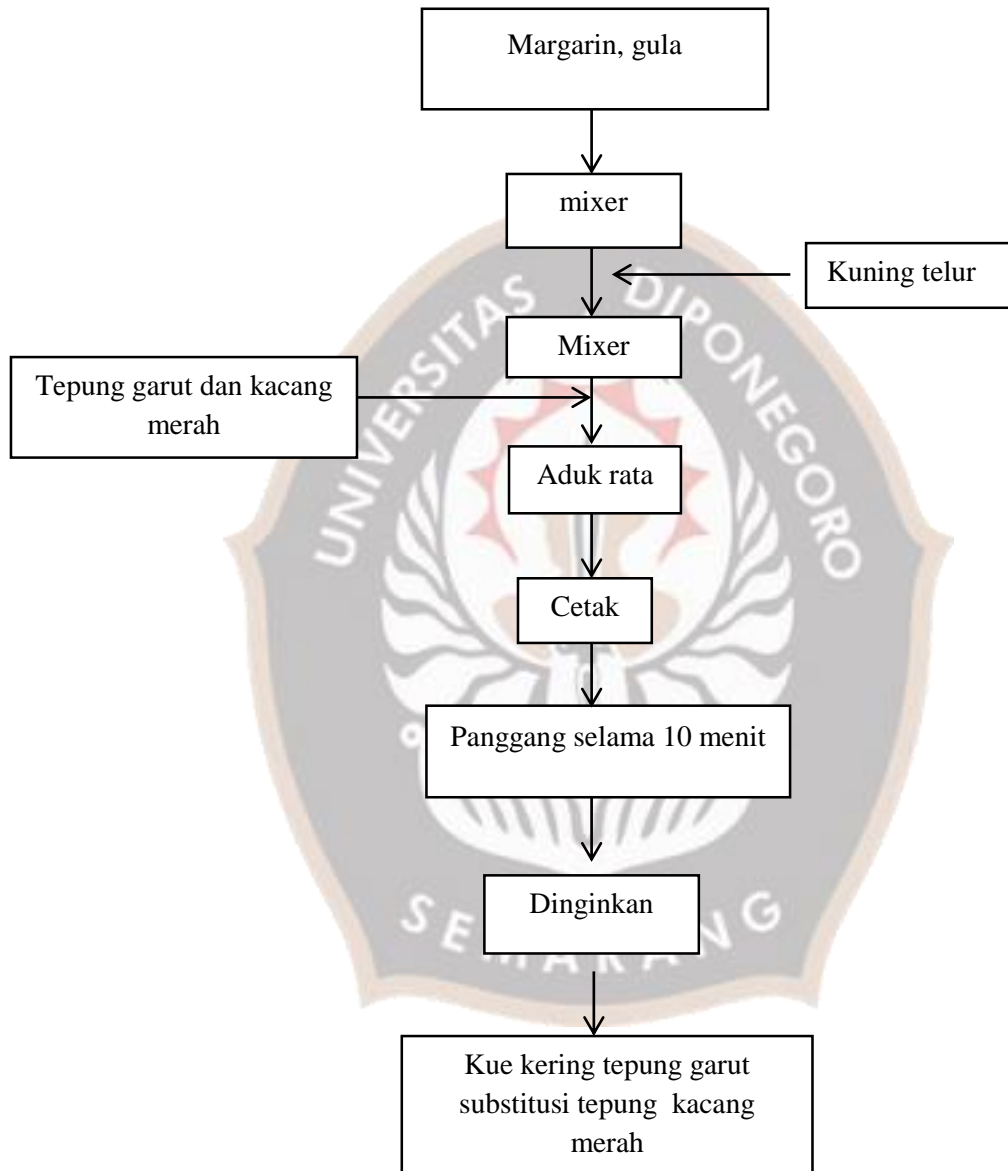 Margarin, gula
mixer
Kuning telur
Mixer
Tepung garut dan kacang
merah
Aduk rata
Cetak
Panggang selama 10 menit
Dinginkan
Kue kering tepung garut
substitusi tepung  kacang
merah
UNIVERSITAS DIPONEGORO
SEMARANG